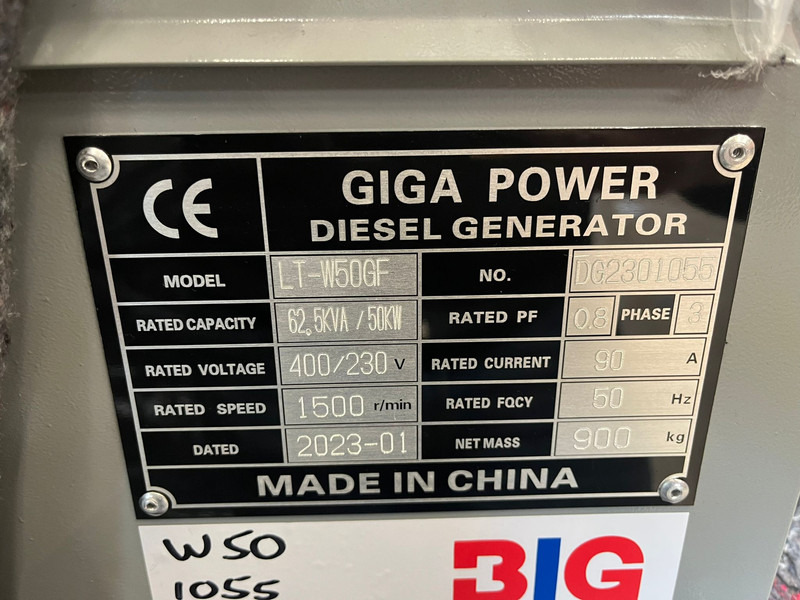 CE GIGA POWER
DIESEL GENERATOR
MODEL LT-W50GF NO. DG2301055
RATED CAPACITY 62.5KVA / 50KW RATED PF 0.8 PHASE 3
RATED VOLTAGE 400/230 V RATED CURRENT 90 A
RATED SPEED 1500 r/min RATED FQCY 50 Hz
DATED 2023-01 NET MASS 900 kg
MADE IN CHINA
W50
1055
BIG